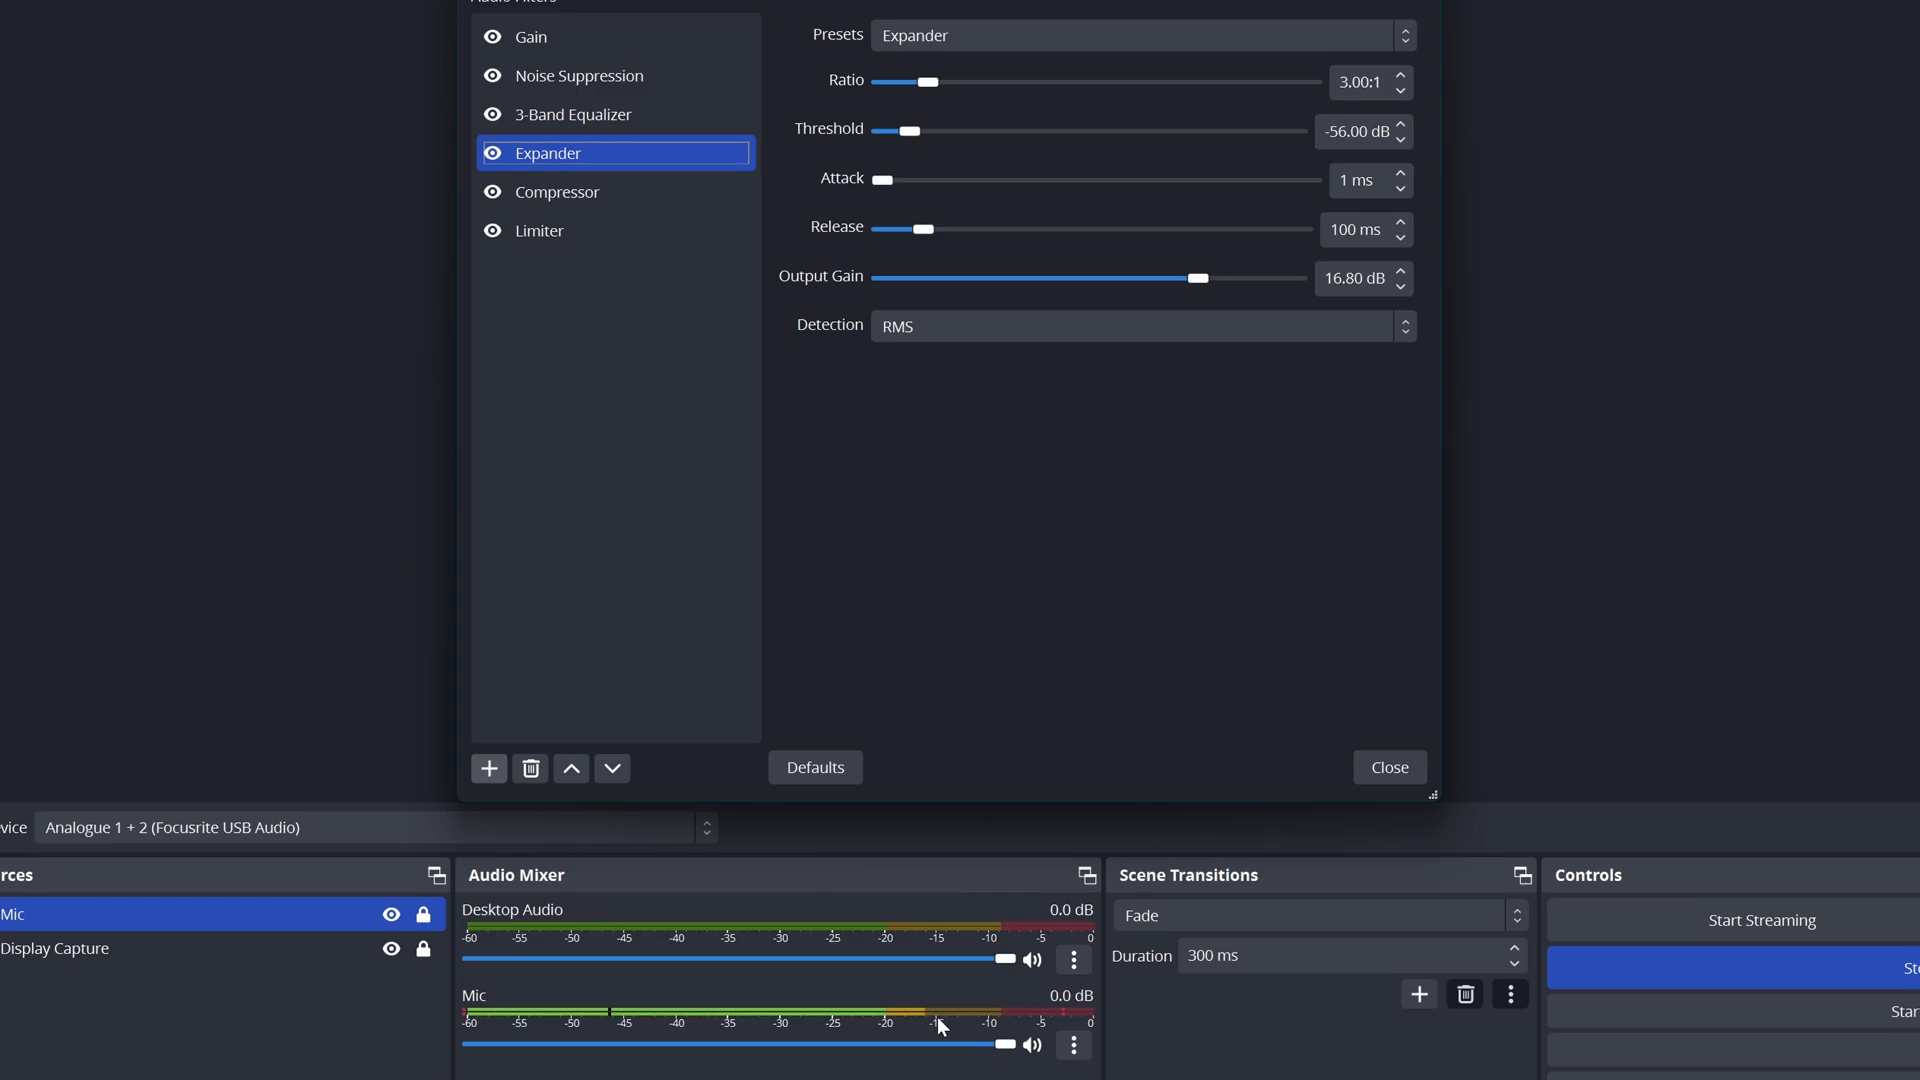 Audio Filters
Gain
Noise Suppression
3-Band Equalizer
Expander
Compressor
Limiter
Presets Expander
Ratio 3.00:1
Threshold -56.00 dB
Attack 1 ms
Release 100 ms
Output Gain 16.80 dB
Detection RMS
Defaults
Close
vice Analogue 1 + 2 (Focusrite USB Audio)
rces
Mic
Display Capture
Audio Mixer
Desktop Audio 0.0 dB
-60 -55 -50 -45 -40 -35 -30 -25 -20 -15 -10 -5 0
Mic 0.0 dB
-60 -55 -50 -45 -40 -35 -30 -25 -20 -15 -10 -5 0
Scene Transitions
Fade
Duration 300 ms
Controls
Start Streaming
St
Star